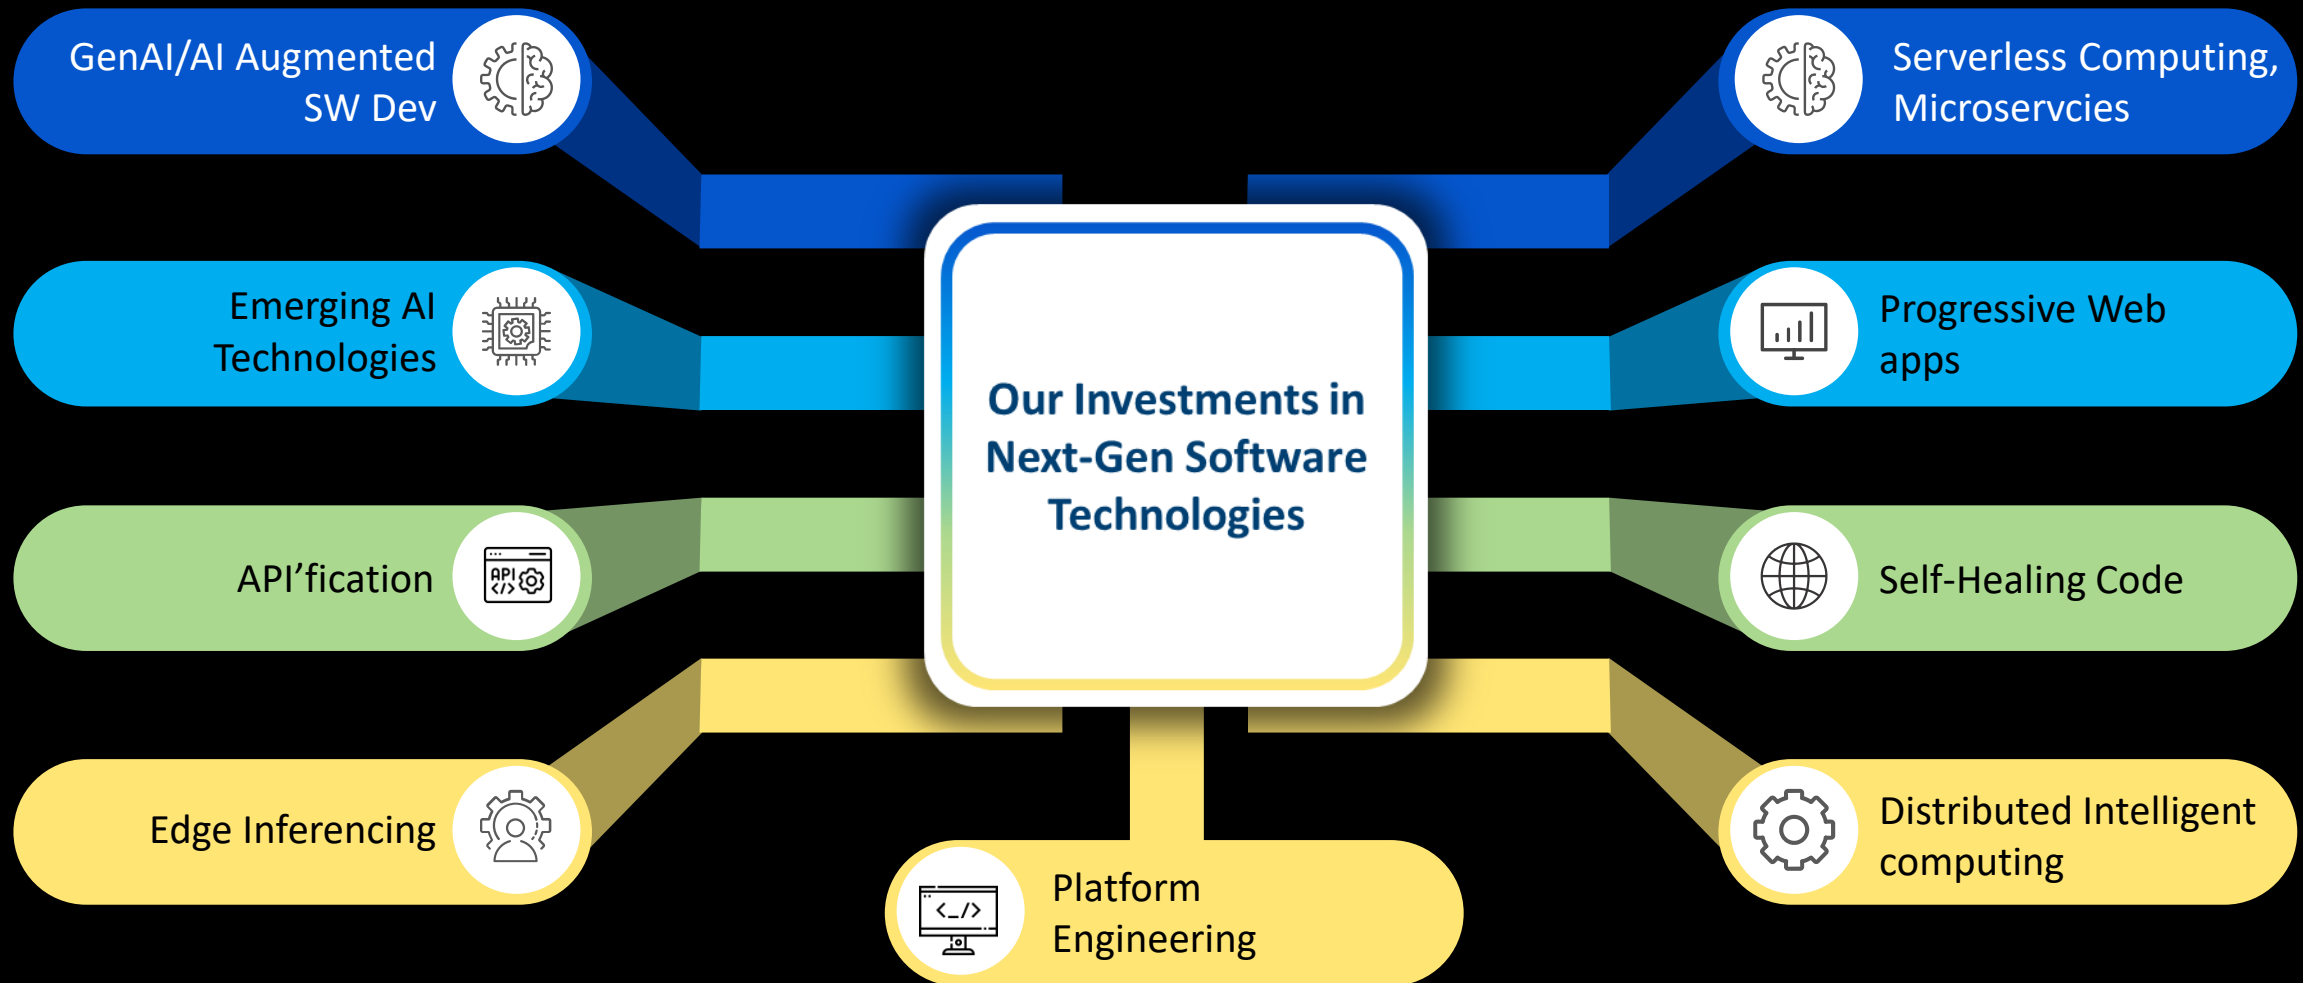 GenAI/AI Augmented
SW Dev
Serverless Computing,
Microservcies
Emerging AI
Technologies
Progressive Web
apps
Our Investments in
Next-Gen Software
Technologies
API’fication
API
</>
Self-Healing Code
Edge Inferencing
Distributed Intelligent
computing
<_/>
Platform
Engineering